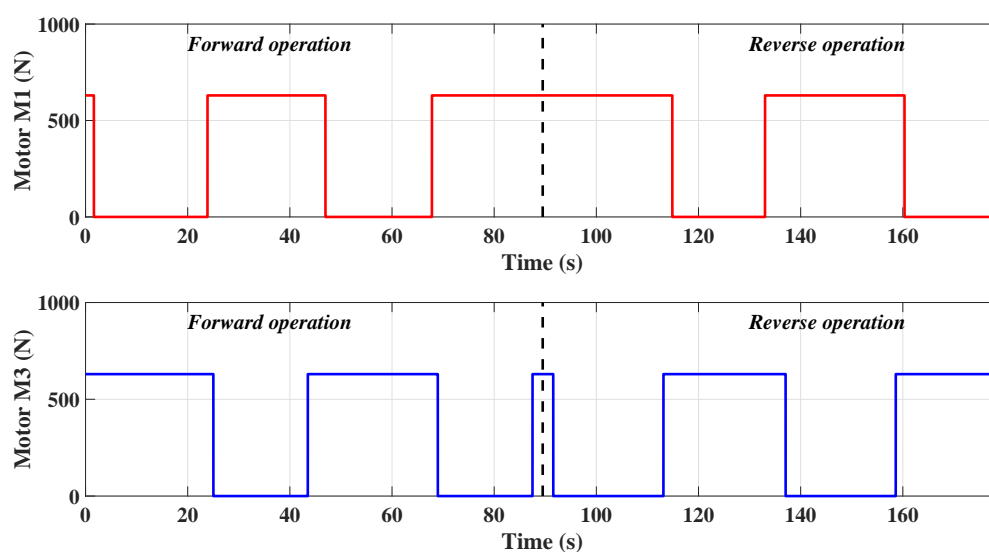 1000
500
0
Motor M1 (N)
Forward operation
Reverse operation
0 20 40 60 80 100 120 140 160
Time (s)
1000
500
0
Motor M3 (N)
Forward operation
Reverse operation
0 20 40 60 80 100 120 140 160
Time (s)